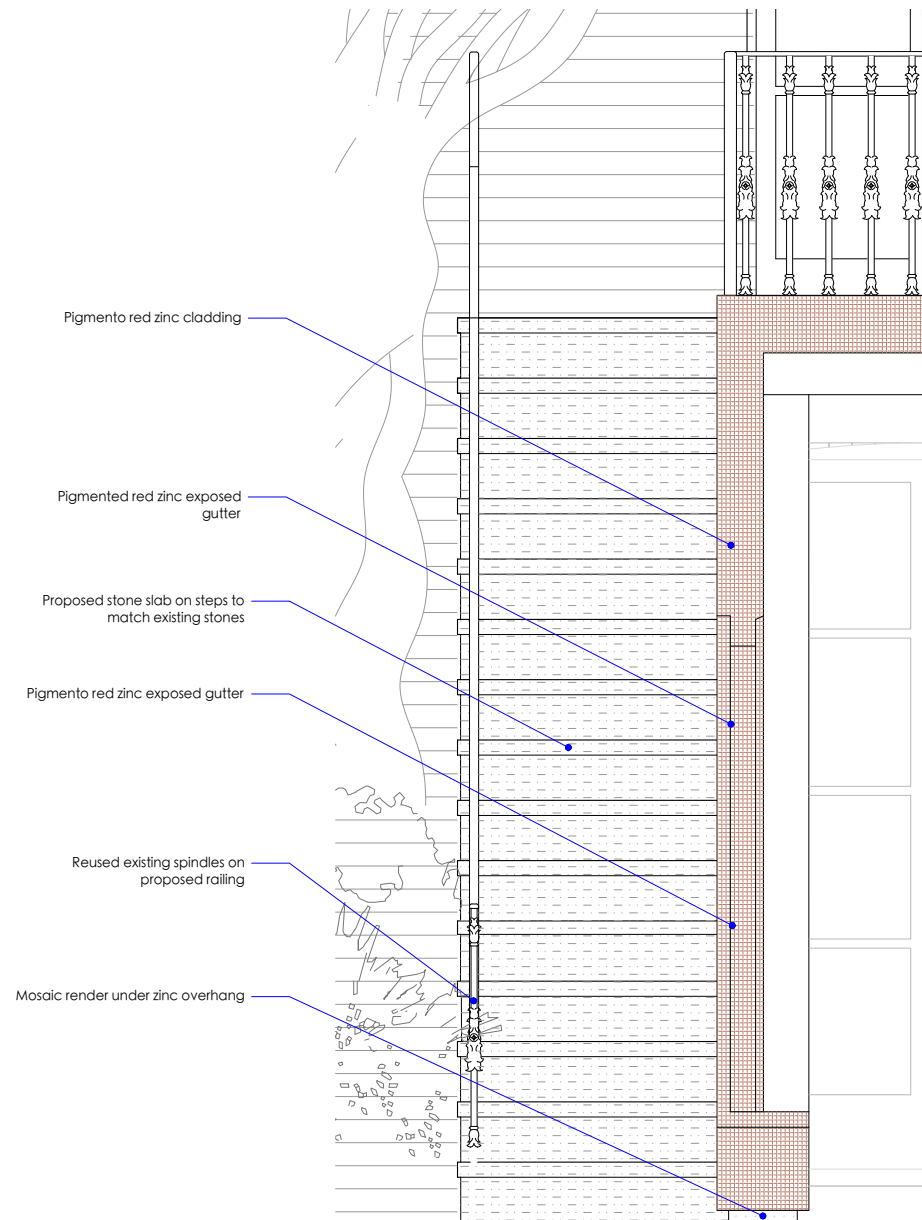 Pigmento red zinc cladding
Pigmented red zinc exposed
gutter
Proposed stone slab on steps to
match existing stones
Pigmento red zinc exposed gutter
Reused existing spindles on
proposed railing
Mosaic render under zinc overhang